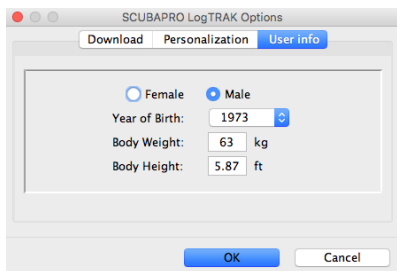 SCUBAPRO LogTRAK Options
Download Personalization User info
Female Male
Year of Birth: 1973
Body Weight: 63 kg
Body Height: 5.87 ft
OK Cancel